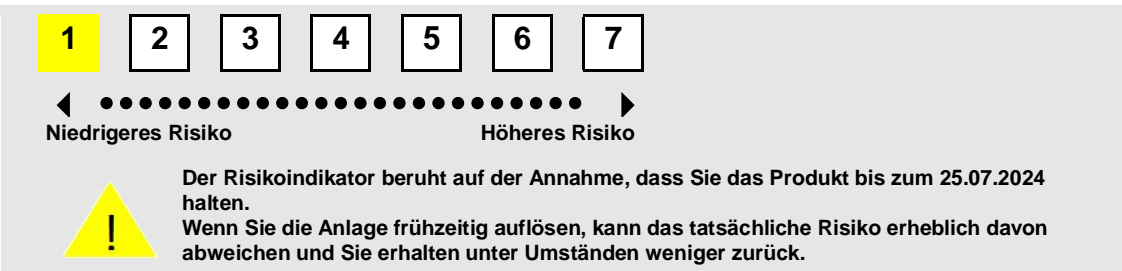 1 2 3 4 5 6 7
Niedrigeres Risiko Höheres Risiko
Der Risikoindikator beruht auf der Annahme, dass Sie das Produkt bis zum 25.07.2024
halten.
Wenn Sie die Anlage frühzeitig auflösen, kann das tatsächliche Risiko erheblich davon
abweichen und Sie erhalten unter Umständen weniger zurück.
!